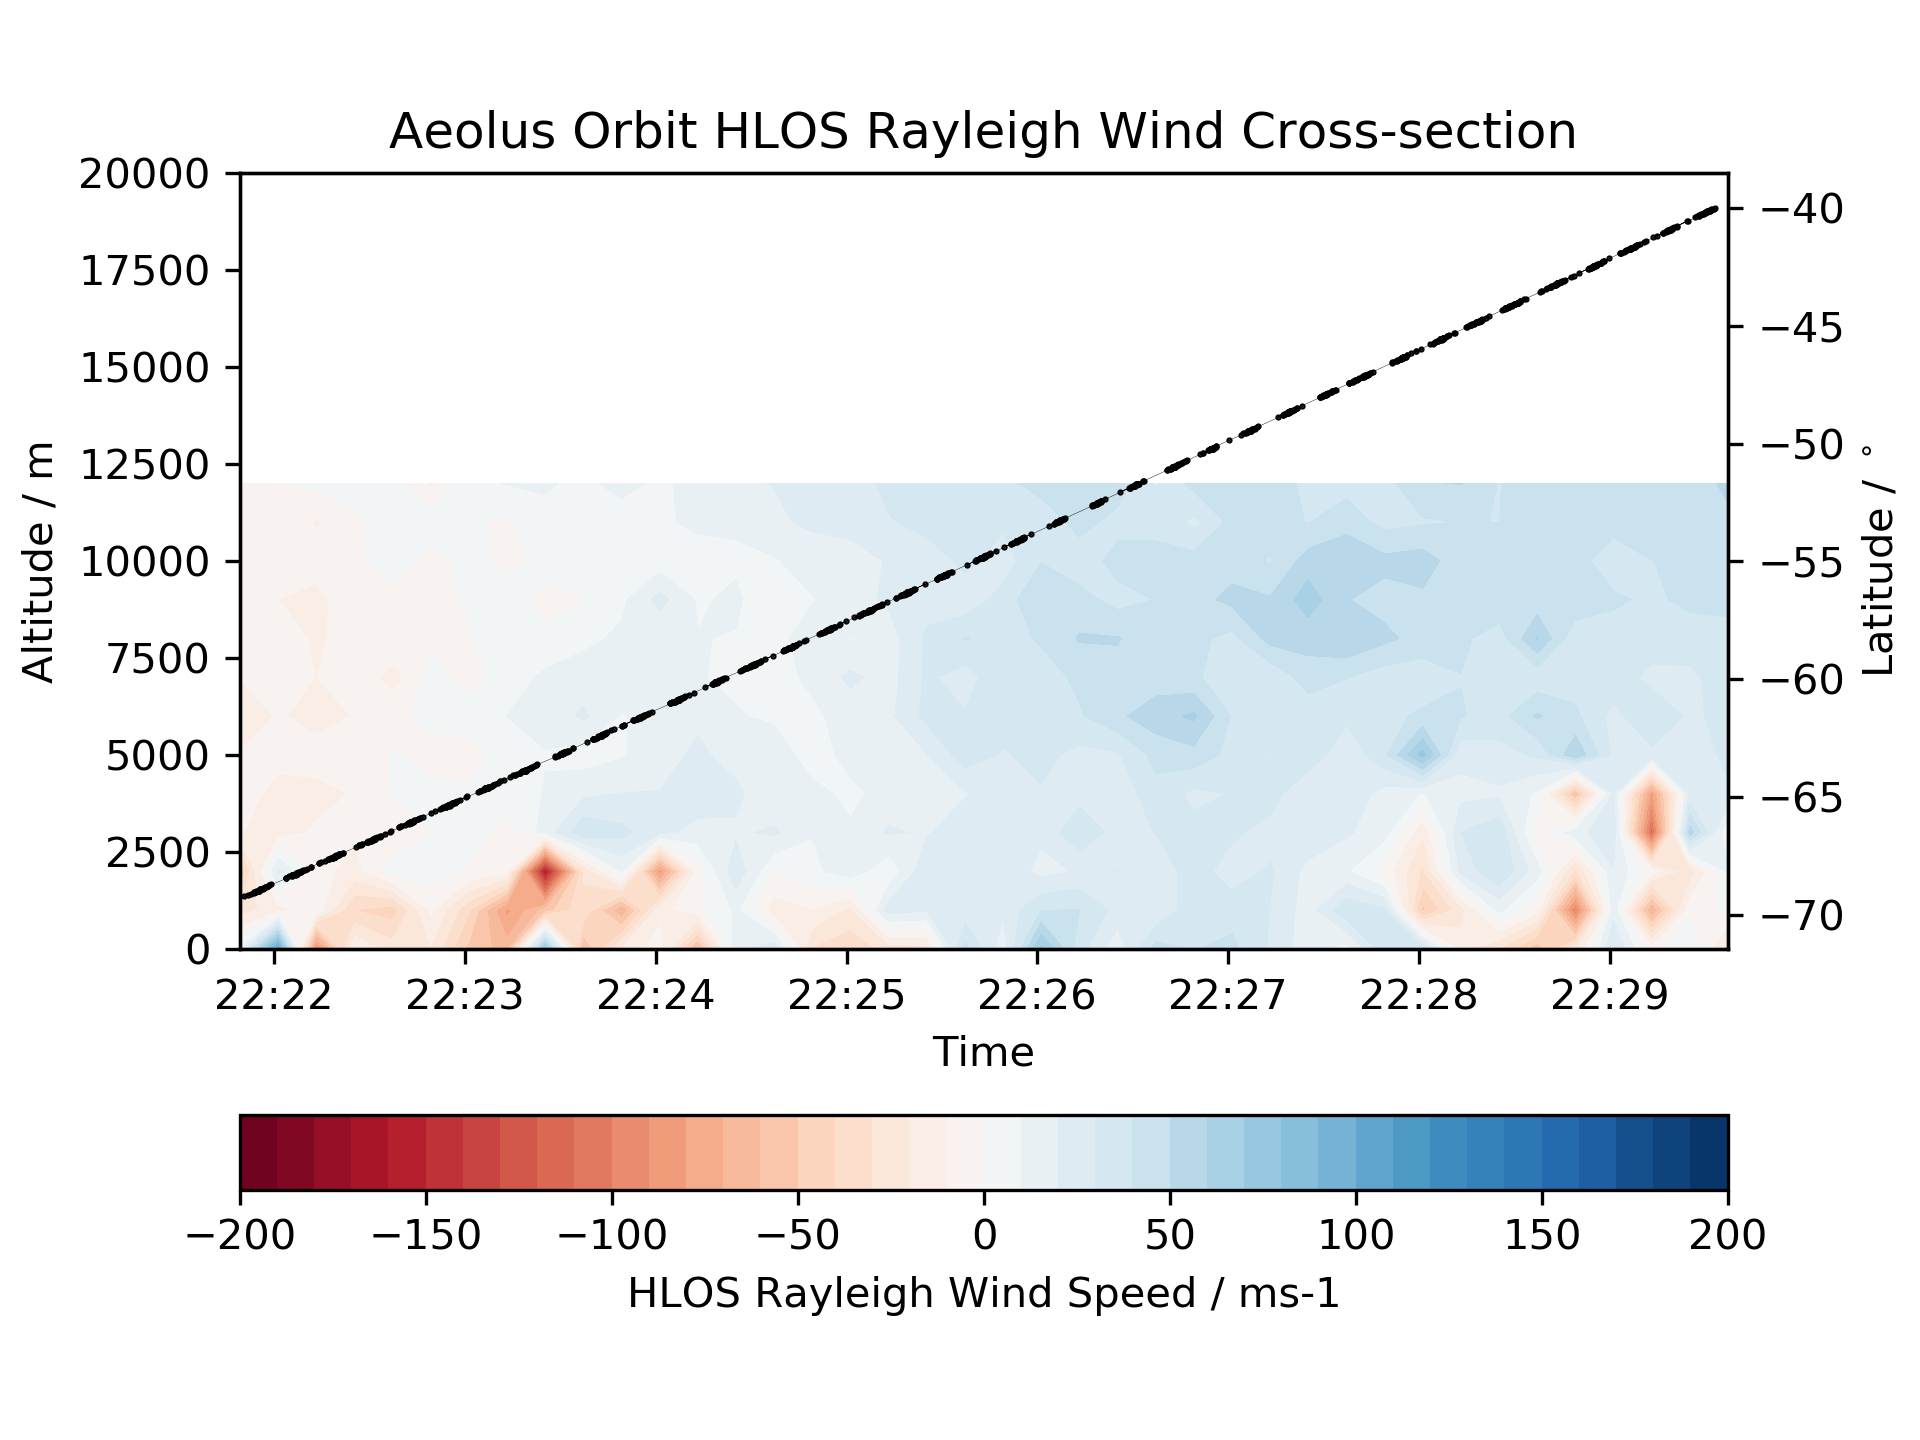 Aeolus Orbit HLOS Rayleigh Wind Cross-section
20000
17500
15000
12500
10000
7500
5000
2500
0
Altitude / m
−40
−45
−50
−55
−60
−65
−70
Latitude / °
22:22 22:23 22:24 22:25 22:26 22:27 22:28 22:29
Time
−200 −150 −100 −50 0 50 100 150 200
HLOS Rayleigh Wind Speed / ms-1